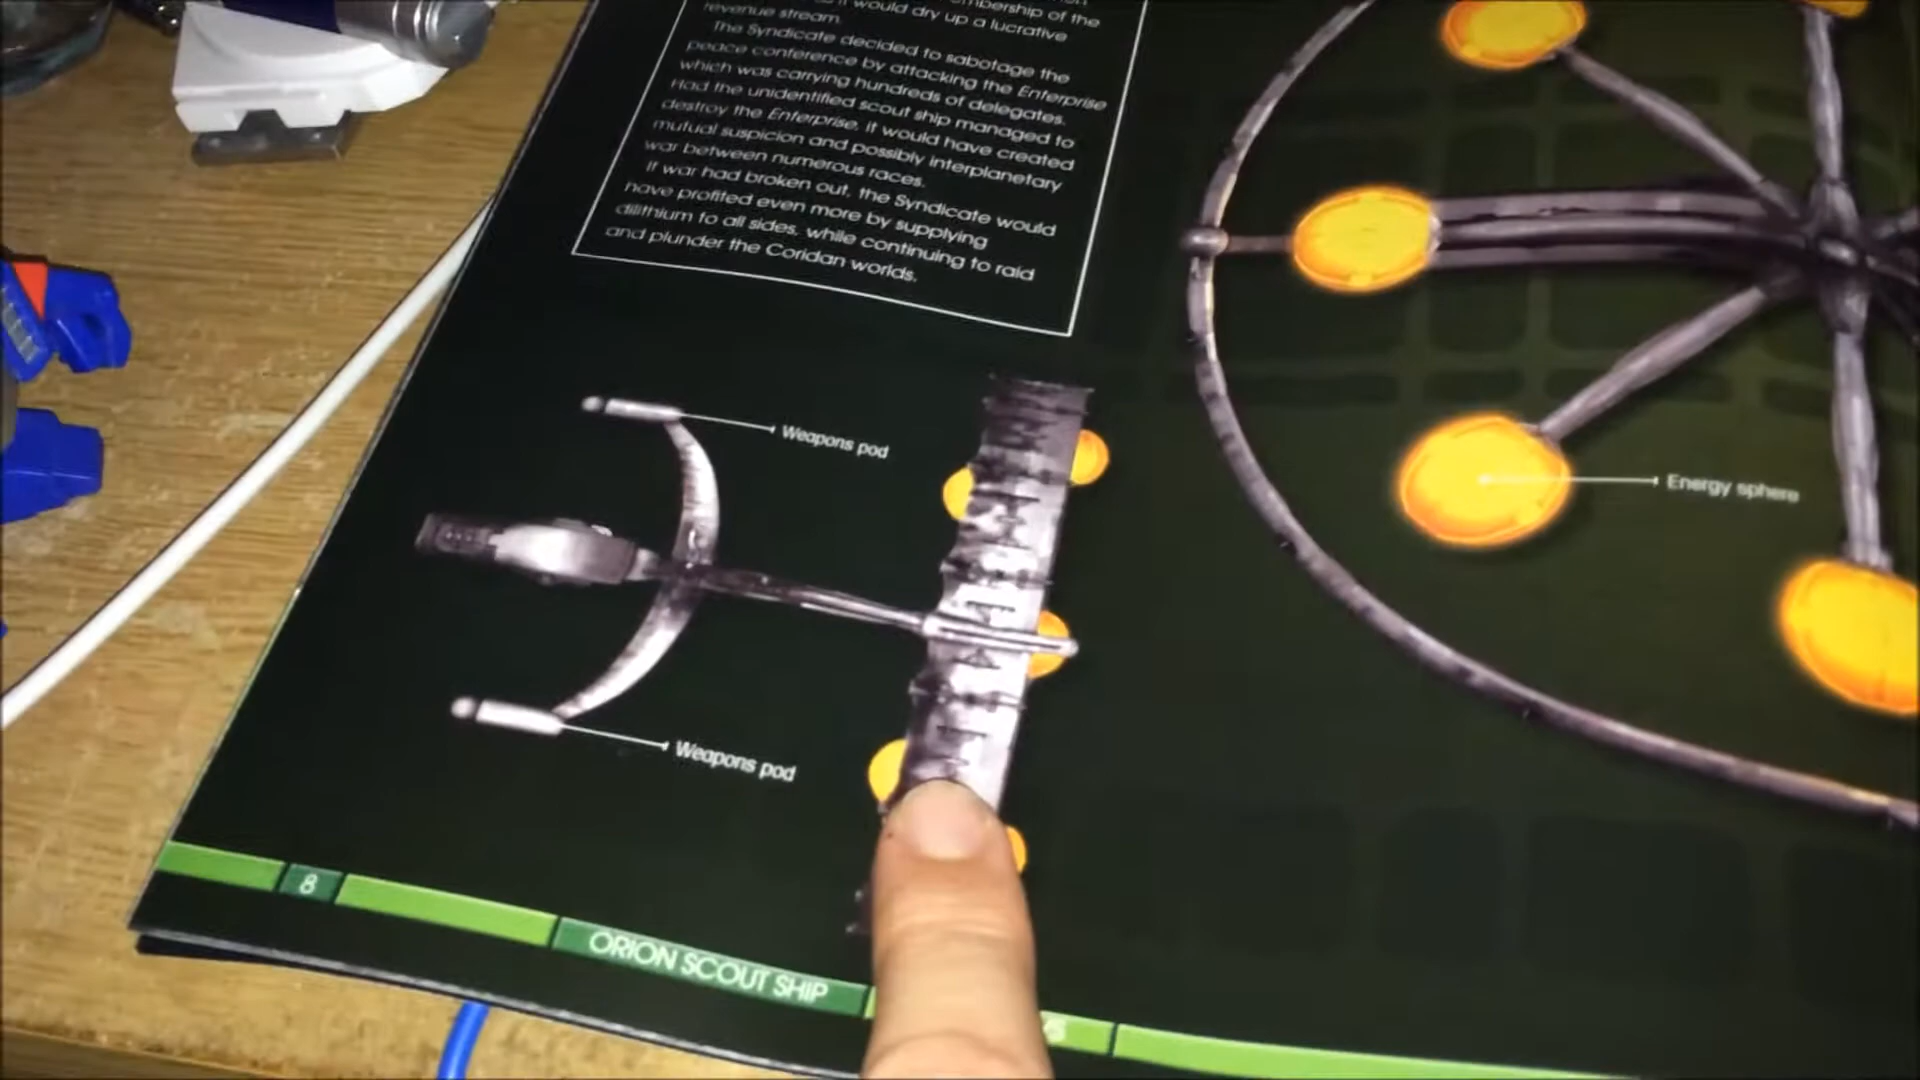 mbership of the
it would dry up a lucrative
revenue stream.
The Syndicate decided to sabotage the
peace conference by attacking the Enterprise
which was carrying hundreds of delegates.
Had the unidentified scout ship managed to
destroy the Enterprise, it would have created
mutual suspicion and possibly interplanetary
war between numerous races.
If war had broken out, the Syndicate would
have profited even more by supplying
dilithium to all sides, while continuing to raid
and plunder the Coridan worlds.
Weapons pod
Energy sphere
Weapons pod
8
ORION SCOUT SHIP